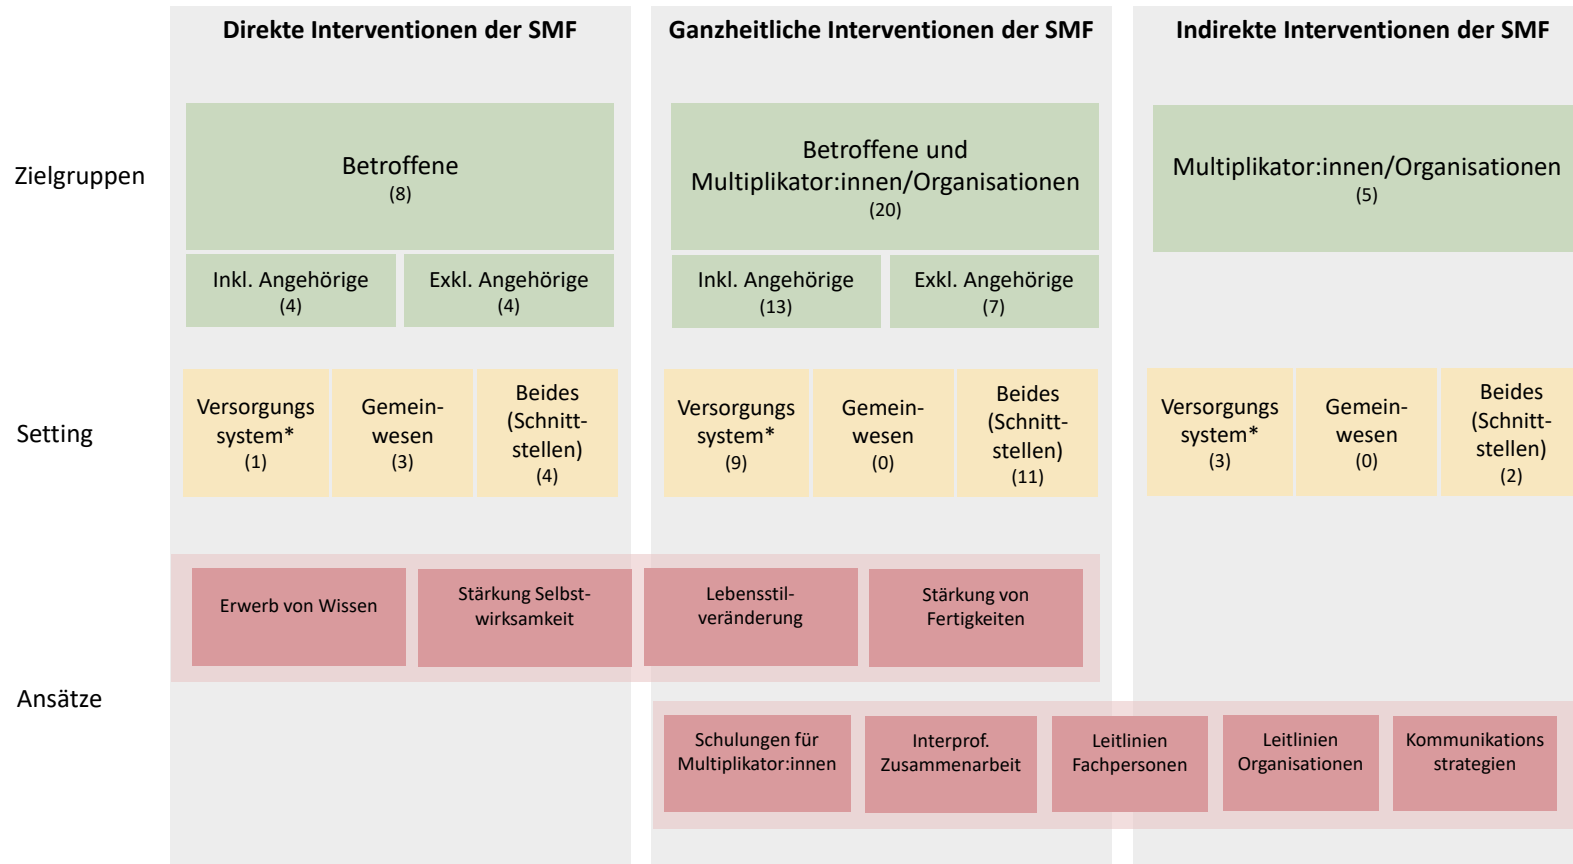 Direkte Interventionen der SMF
Ganzheitliche Interventionen der SMF
Indirekte Interventionen der SMF
Zielgruppen
Betroffene
(8)
Betroffene und
Multiplikator:innen/Organisationen
(20)
Multiplikator:innen/Organisationen
(5)
Inkl. Angehörige
(4)
Exkl. Angehörige
(4)
Inkl. Angehörige
(13)
Exkl. Angehörige
(7)
Setting
Versorgungs
system*
(1)
Gemein-
wesen
(3)
Beides
(Schnitt-
stellen)
(4)
Versorgungs
system*
(9)
Gemein-
wesen
(0)
Beides
(Schnitt-
stellen)
(11)
Versorgungs
system*
(3)
Gemein-
wesen
(0)
Beides
(Schnitt-
stellen)
(2)
Ansätze
Erwerb von Wissen
Stärkung Selbst-
wirksamkeit
Lebensstil-
veränderung
Stärkung von
Fertigkeiten
Schulungen für
Multiplikator:innen
Interprof.
Zusammenarbeit
Leitlinien
Fachpersonen
Leitlinien
Organisationen
Kommunikations
strategien